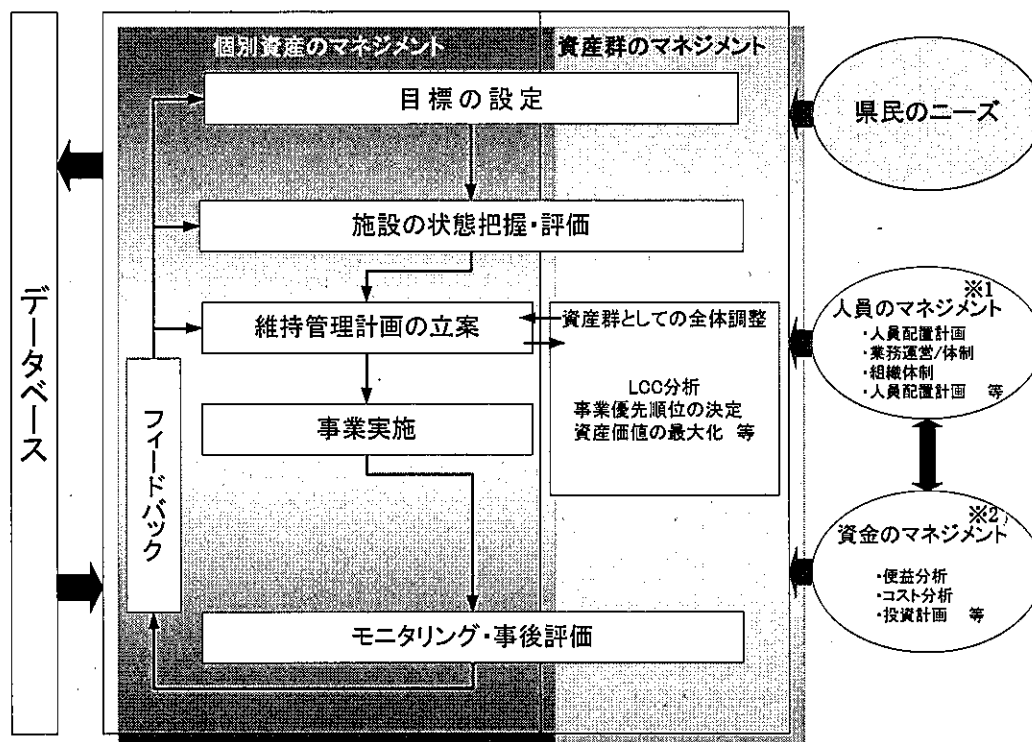 個別資産のマネジメント
資産群のマネジメント
目標の設定
県民のニーズ
施設の状態把握・評価
データベース
維持管理計画の立案
資産群としての全体調整
LCC分析
事業優先順位の決定
資産価値の最大化 等
※1
人員のマネジメント
・人員配置計画
・業務運営/体制
・組織体制
・人員配置計画 等
事業実施
フィードバック
※2
資金のマネジメント
・便益分析
・コスト分析
・投資計画 等
モニタリング・事後評価